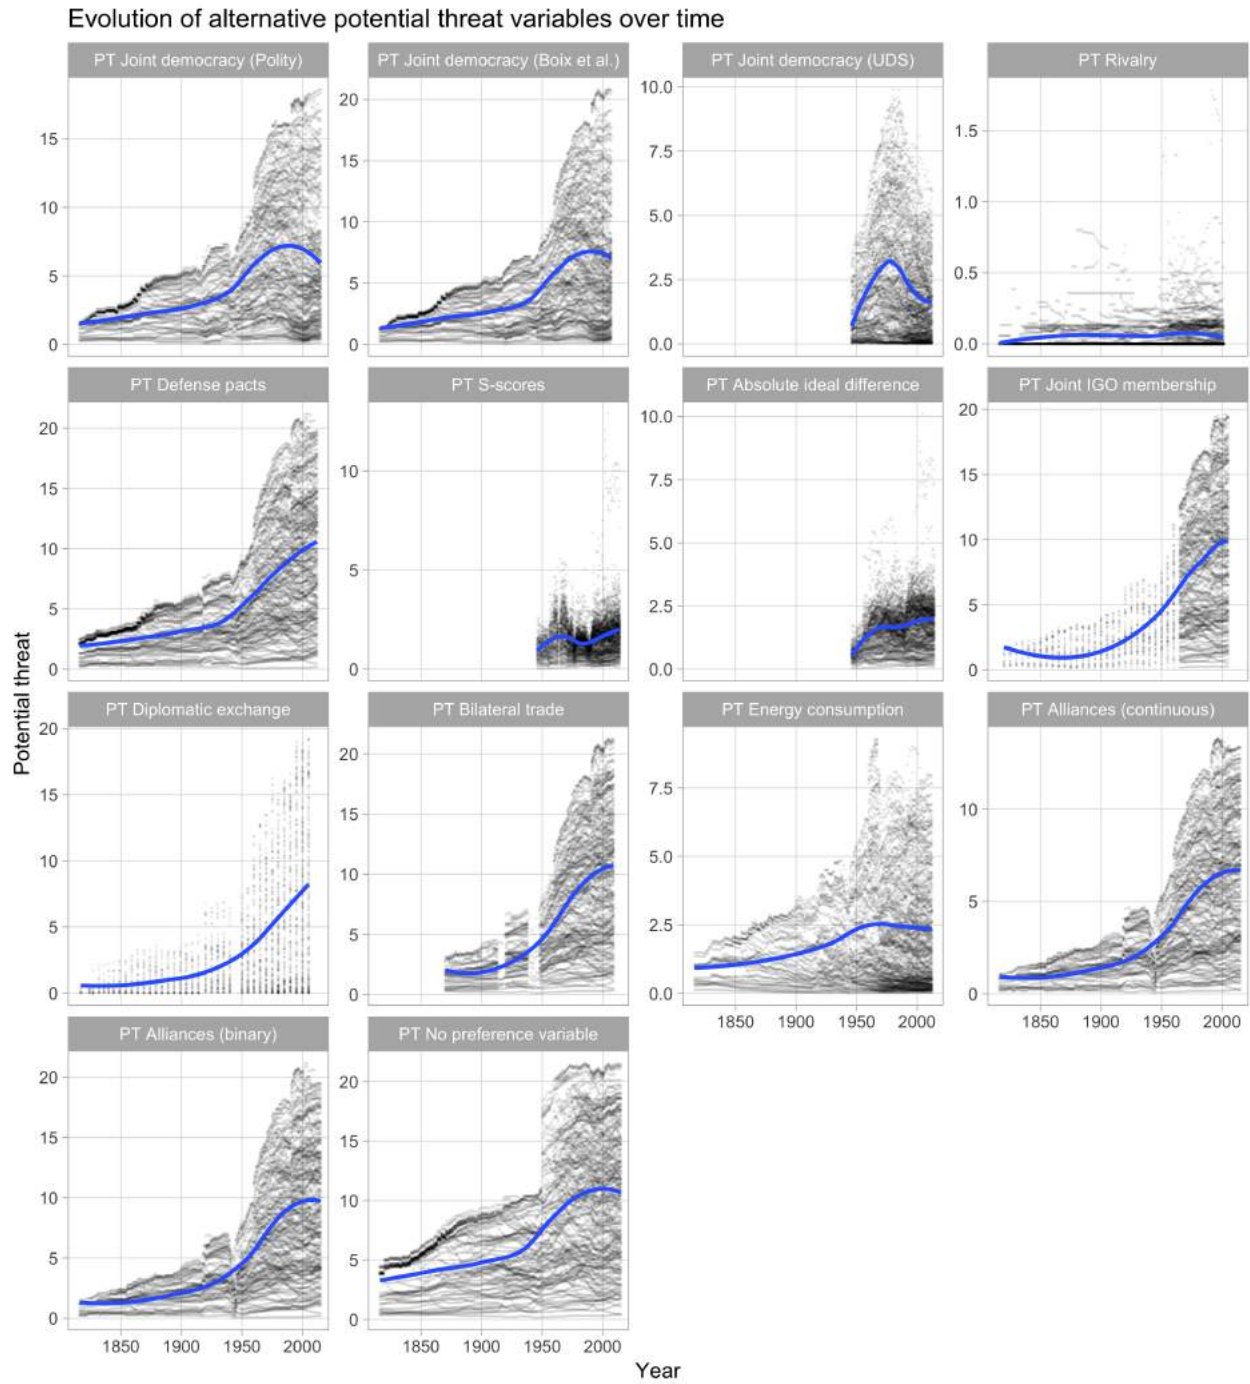 Evolution of alternative potential threat variables over time
PT Joint democracy (Polity) PT Joint democracy (Boix et al.) PT Joint democracy (UDS) PT Rivalry
15 10 5 0
20 15 10 5 0
10.0 7.5 5.0 2.5 0.0
1.5 1.0 0.5 0.0
PT Defense pacts PT S-scores PT Absolute ideal difference PT Joint IGO membership
20 15 10 5 0
10 5 0
10.0 7.5 5.0 2.5 0.0
20 15 10 5 0
Potential threat
PT Diplomatic exchange PT Bilateral trade PT Energy consumption PT Alliances (continuous)
20 15 10 5 0
20 15 10 5 0
7.5 5.0 2.5 0.0
10 5 0
1850 1900 1950 2000 1850 1900 1950 2000
PT Alliances (binary) PT No preference variable
20 15 10 5 0
20 15 10 5 0
1850 1900 1950 2000 1850 1900 1950 2000
Year